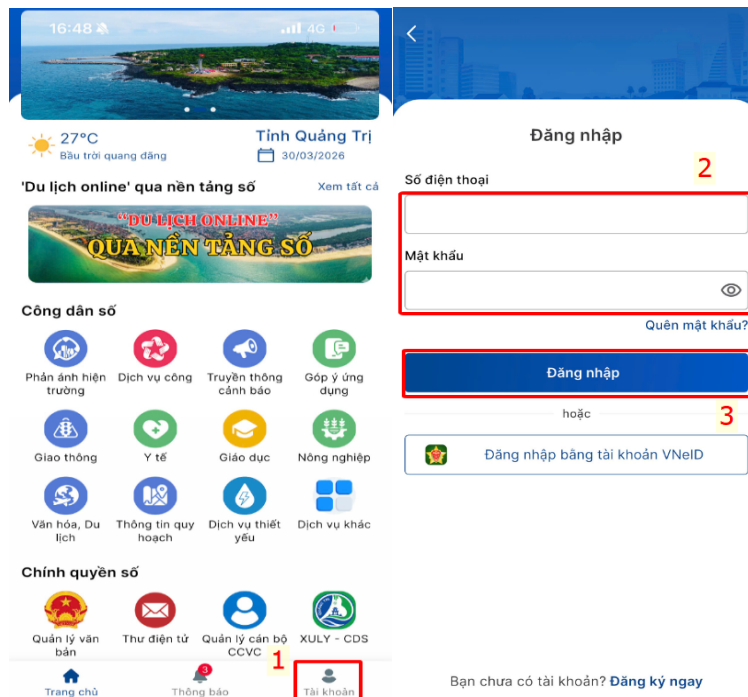 16:48
4G
27°C
Bầu trời quang đãng
Tỉnh Quảng Trị
30/03/2026
'Du lịch online' qua nền tảng số
Xem tất cả
“DU LỊCH ONLINE”
QUA NỀN TẢNG SỐ
Công dân số
Phản ánh hiện
trường
Dịch vụ công
Truyền thông
cảnh báo
Góp ý ứng
dụng
Giao thông
Y tế
Giáo dục
Nông nghiệp
Văn hóa, Du
lịch
Thông tin quy
hoạch
Dịch vụ thiết
yếu
Dịch vụ khác
Chính quyền số
Quản lý văn
bản
Thư điện tử
Quản lý cán bộ
CCVC
XULY - CDS
1
Trang chủ
3
Thông báo
Tài khoản
Đăng nhập
2
Số điện thoại
Mật khẩu
Quên mật khẩu?
Đăng nhập
hoặc
3
Đăng nhập bằng tài khoản VNeID
Bạn chưa có tài khoản? Đăng ký ngay